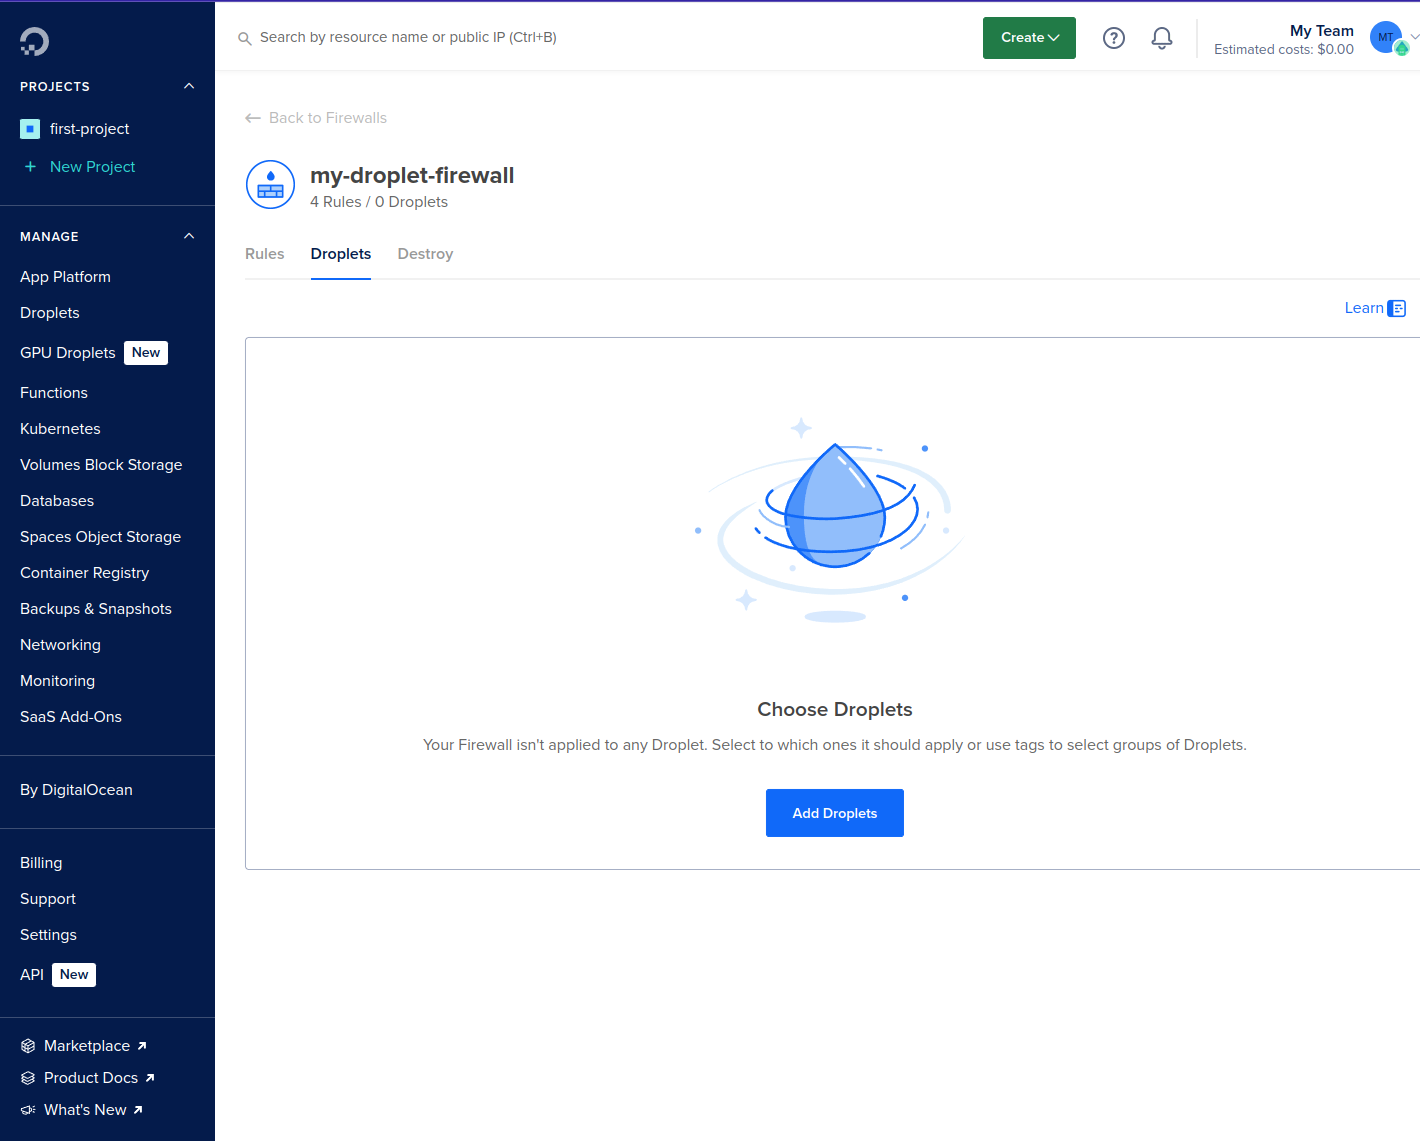 Search by resource name or public IP (Ctrl+B)
Create
My Team
Estimated costs: $0.00
MT
PROJECTS
first-project
+ New Project
MANAGE
App Platform
Droplets
GPU Droplets New
Functions
Kubernetes
Volumes Block Storage
Databases
Spaces Object Storage
Container Registry
Backups & Snapshots
Networking
Monitoring
SaaS Add-Ons
By DigitalOcean
Billing
Support
Settings
API New
Marketplace
Product Docs
What's New
Back to Firewalls
my-droplet-firewall
4 Rules / 0 Droplets
Rules Droplets Destroy
Learn
Choose Droplets
Your Firewall isn't applied to any Droplet. Select to which ones it should apply or use tags to select groups of Droplets.
Add Droplets